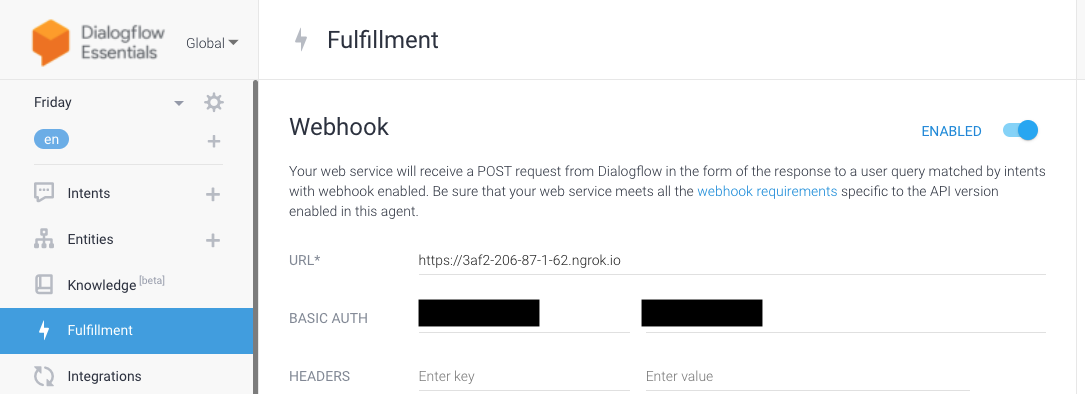 Dialogflow
Essentials
Global
Fulfillment
Friday
en
Intents
Entities
Knowledge [beta]
Fulfillment
Integrations
Webhook
ENABLED
Your web service will receive a POST request from Dialogflow in the form of the response to a user query matched by intents
with webhook enabled. Be sure that your web service meets all the webhook requirements specific to the API version
enabled in this agent.
URL* https://3af2-206-87-1-62.ngrok.io
BASIC AUTH
HEADERS Enter key Enter value